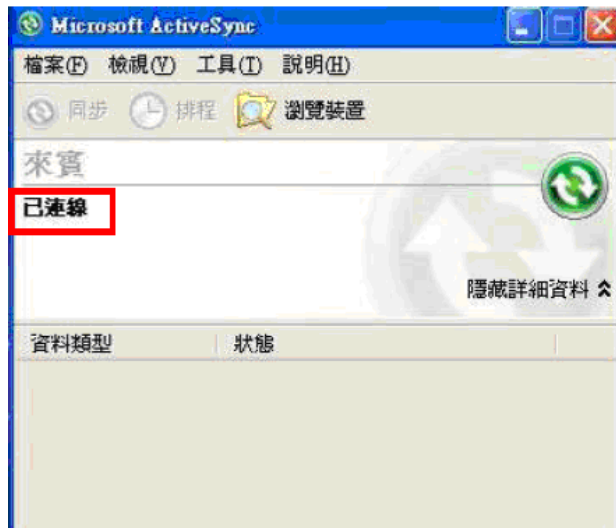 Microsoft ActiveSync
檔案(F) 檢視(V) 工具(T) 說明(H)
同步 排程 瀏覽裝置
來賓
已連線
隱藏詳細資料
資料類型 狀態